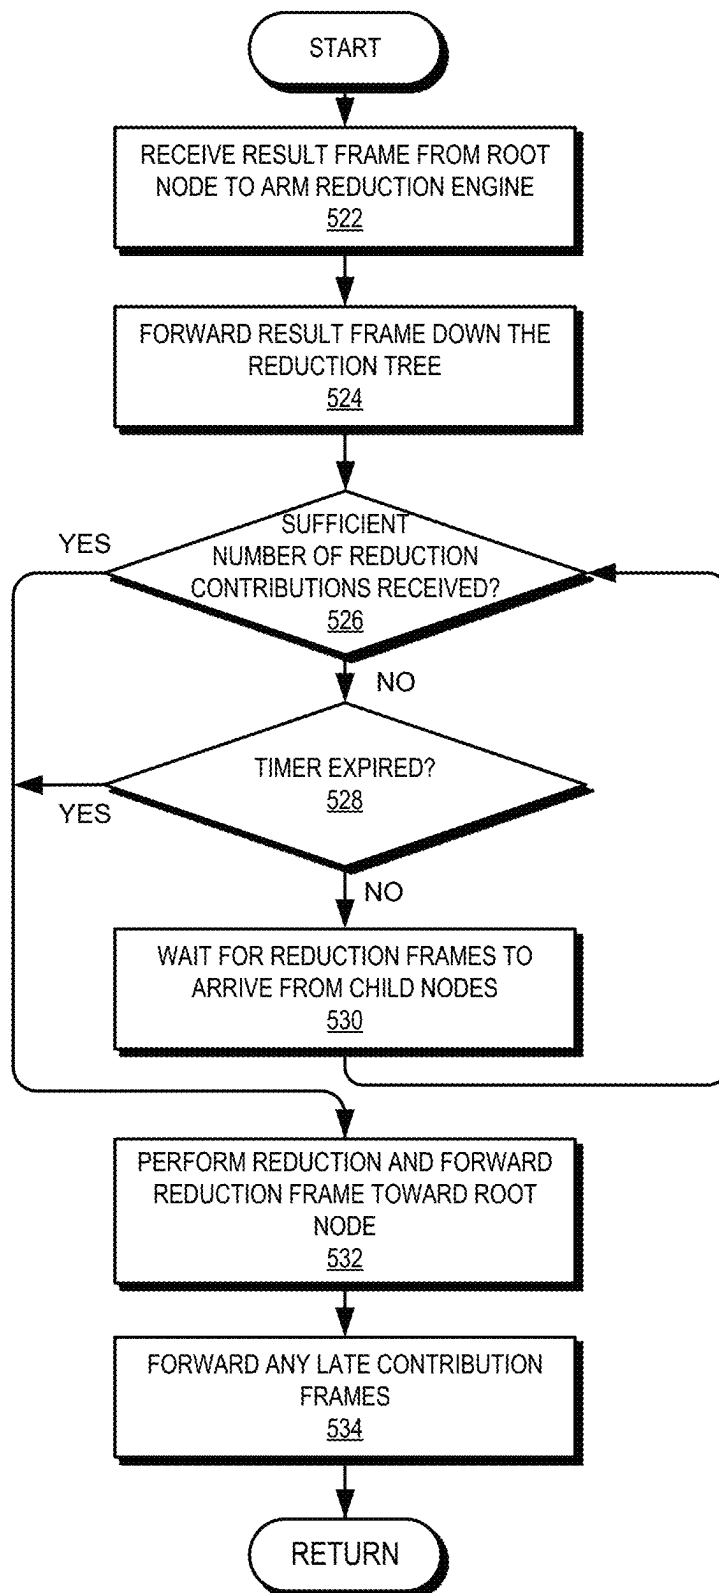 START
RECEIVE RESULT FRAME FROM ROOT
NODE TO ARM REDUCTION ENGINE
522
FORWARD RESULT FRAME DOWN THE
REDUCTION TREE
524
SUFFICIENT
NUMBER OF REDUCTION
CONTRIBUTIONS RECEIVED?
526
YES
NO
TIMER EXPIRED?
528
YES
NO
WAIT FOR REDUCTION FRAMES TO
ARRIVE FROM CHILD NODES
530
PERFORM REDUCTION AND FORWARD
REDUCTION FRAME TOWARD ROOT
NODE
532
FORWARD ANY LATE CONTRIBUTION
FRAMES
534
RETURN